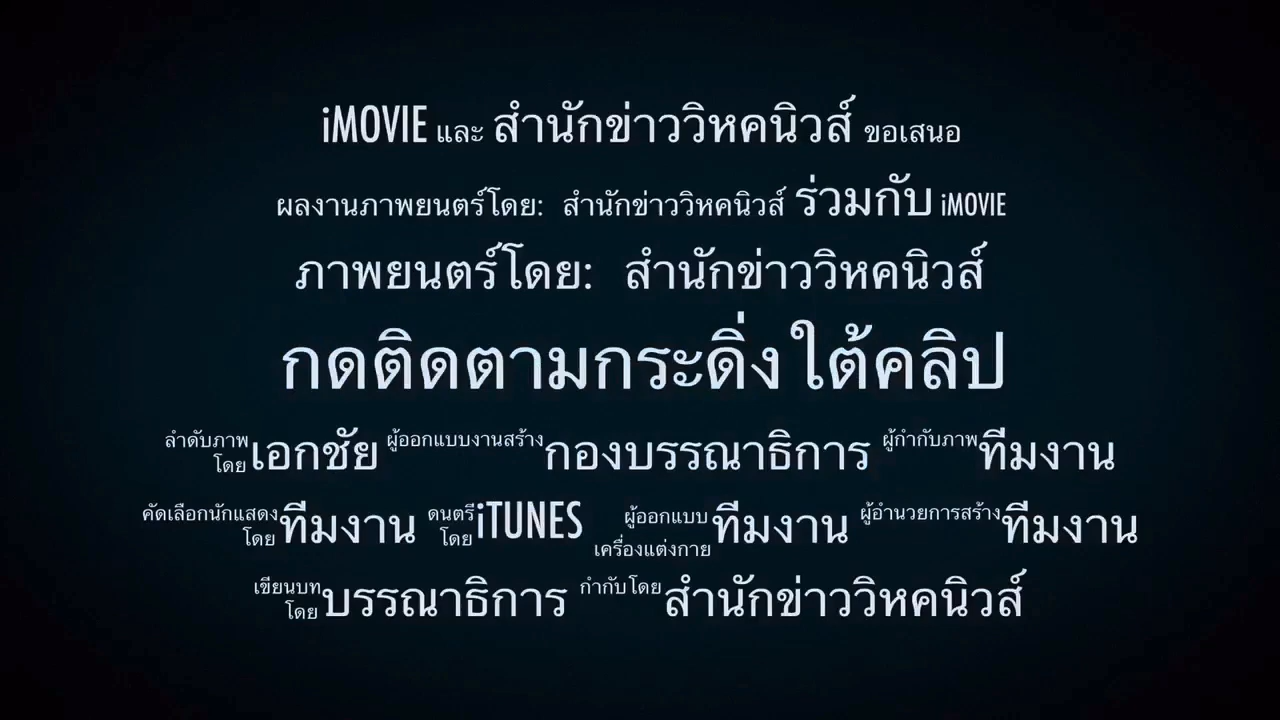 iMOVIE และ สำนักข่าววิหคนิวส์ ขอเสนอ
ผลงานภาพยนตร์โดย: สำนักข่าววิหคนิวส์ ร่วมกับ iMOVIE
ภาพยนตร์โดย: สำนักข่าววิหคนิวส์
กดติดตามกระดิ่ง ใต้คลิป
ลำดับภาพโดย เอกชัย ผู้ออกแบบงานสร้าง กองบรรณาธิการ ผู้กำกับภาพ ทีมงาน
คัดเลือกนักแสดงโดย ทีมงาน ดนตรีโดย iTUNES ผู้ออกแบบเครื่องแต่งกาย ทีมงาน ผู้อำนวยการสร้าง ทีมงาน
เขียนบทโดย บรรณาธิการ กำกับโดย สำนักข่าววิหคนิวส์